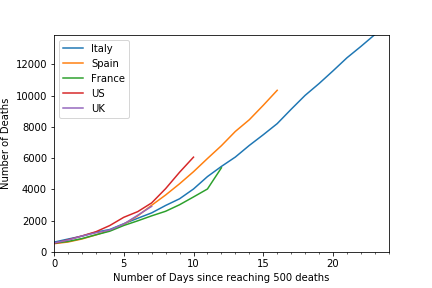 Italy
Spain
France
US
UK
12000
10000
8000
6000
4000
2000
0
Number of Deaths
0 5 10 15 20
Number of Days since reaching 500 deaths